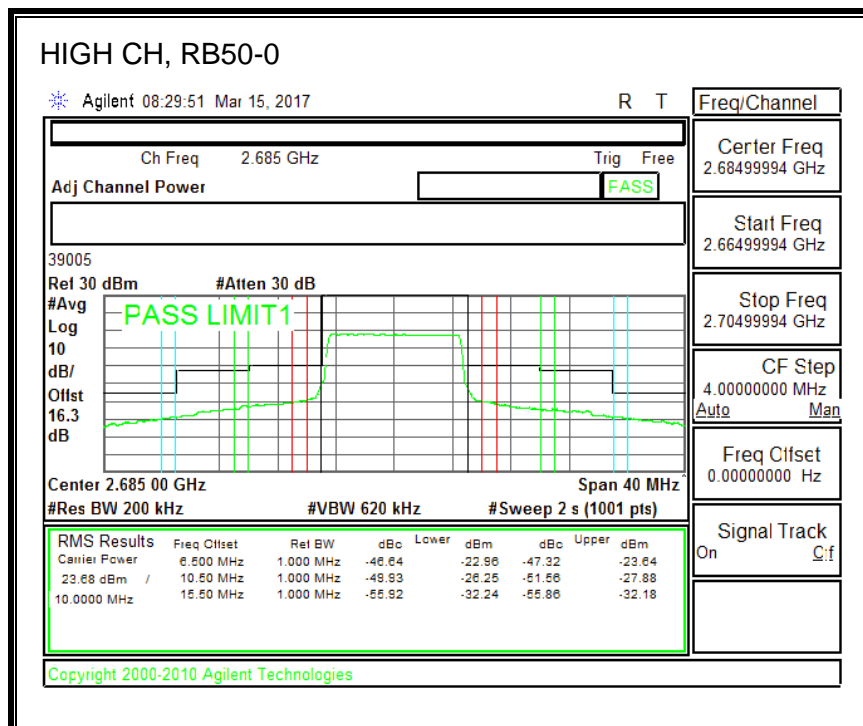 HIGH CH, RB50-0
Agilent 08:29:51 Mar 15, 2017 R T
Freq/Channel
Ch Freq 2.685 GHz Trig Free
Adj Channel Power PASS
Center Freq
2.68499994 GHz
Start Freq
2.66499994 GHz
Stop Freq
2.70499994 GHz
CF Step
4.00000000 MHz
Auto Man
Freq Offset
0.00000000 Hz
Signal Track
On Off
39005
Ref 30 dBm #Atten 30 dB
#Avg
Log
10
dB/
Offst
16.3
dB
PASS LIMIT1
Center 2.685 00 GHz Span 40 MHz
#Res BW 200 kHz #VBW 620 kHz #Sweep 2 s (1001 pts)
RMS Results Freq Offset Ref BW dBc Lower dBm dBc Upper dBm
Carrier Power 6.500 MHz 1.000 MHz -46.64 -22.96 -47.32 -23.64
23.68 dBm / 10.50 MHz 1.000 MHz -49.93 -26.25 -51.56 -27.88
10.0000 MHz 15.50 MHz 1.000 MHz -55.92 -32.24 -55.86 -32.18
Copyright 2000-2010 Agilent Technologies